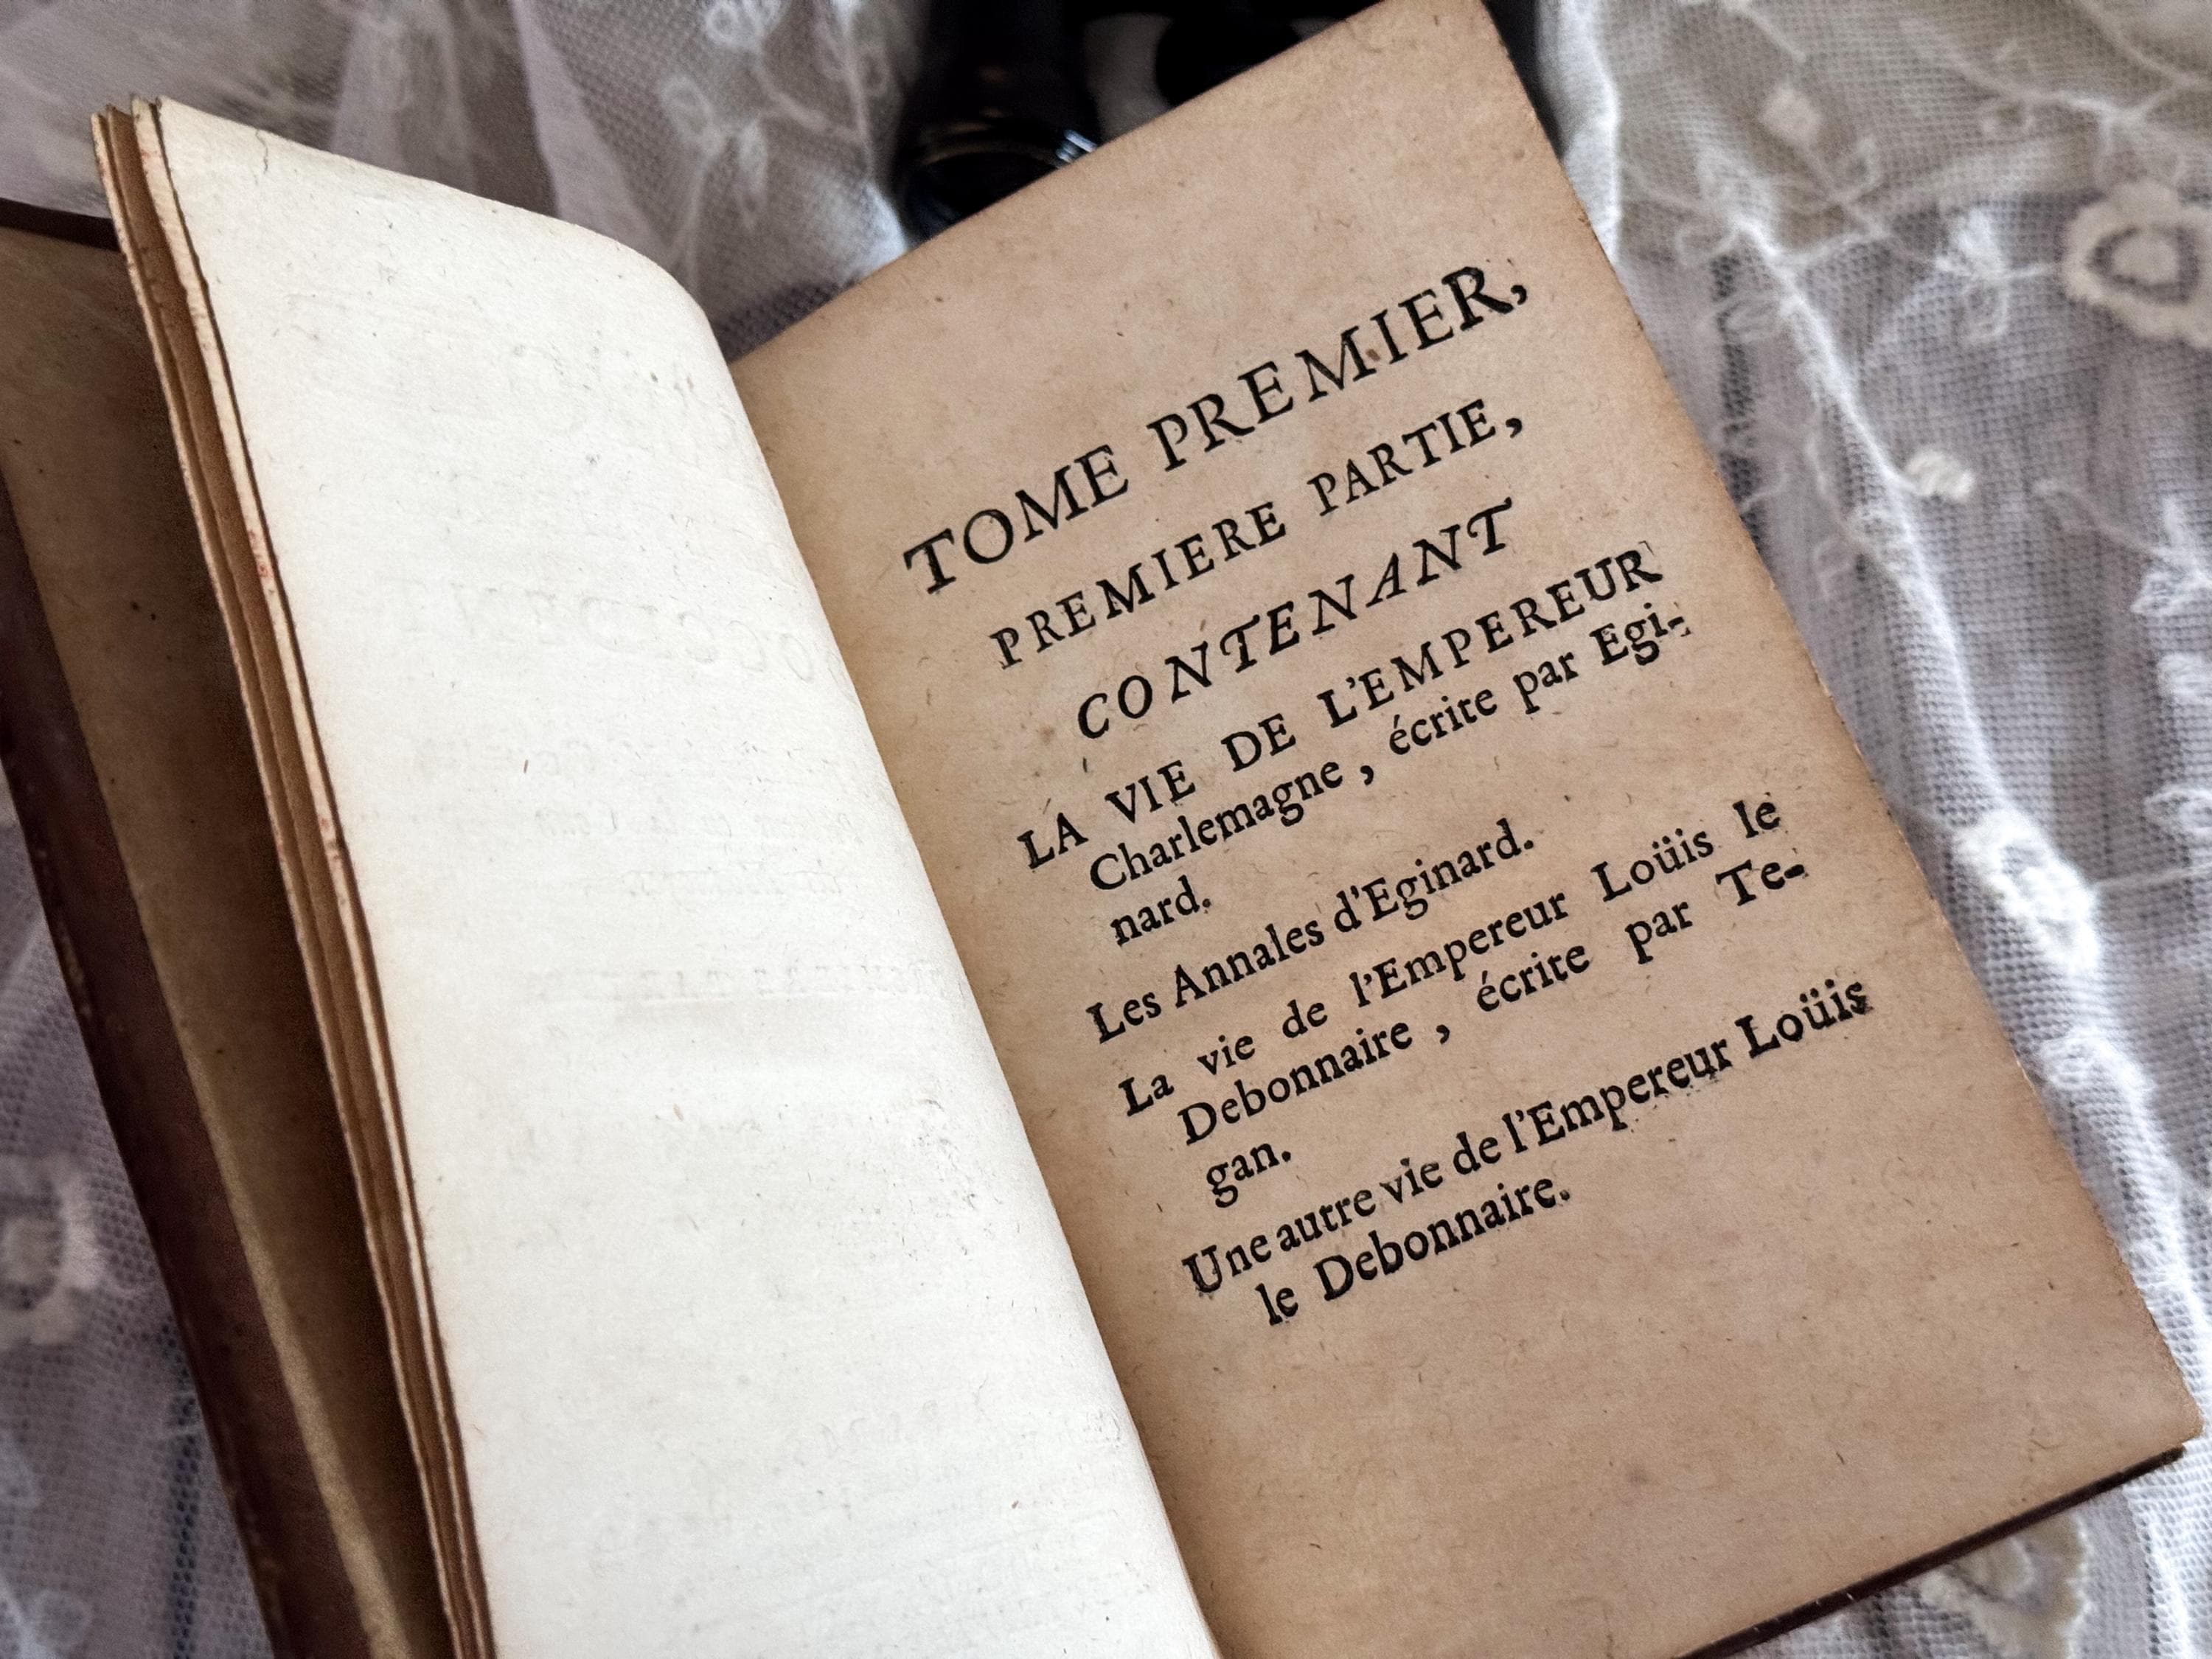 TOME PREMIER,
PREMIERE PARTIE,
CONTENANT
LA VIE DE L'EMPEREUR
Charlemagne, écrite par Egi-
nard.
Les Annales d'Eginard.
La vie de l'Empereur Loüis le
Debonnaire, écrite par Te-
gan.
Une autre vie de l'Empereur Loüis
le Debonnaire.